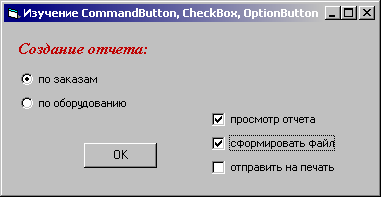 Изучение CommandButton, CheckBox, OptionButton
Создание отчета:
по заказам
по оборудованию
просмотр отчета
сформировать файл
отправить на печать
OK